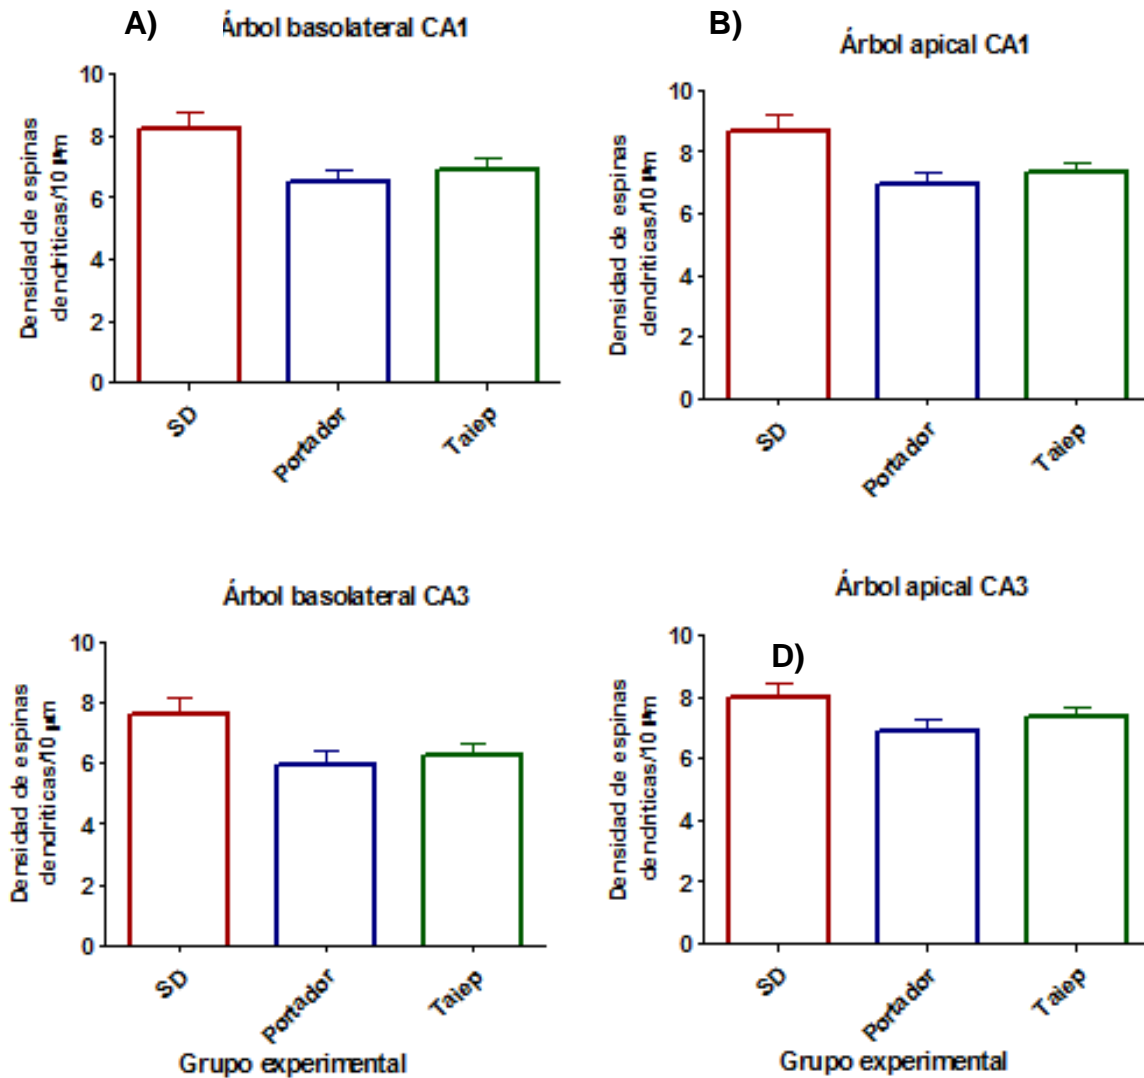 A)
Árbol basolateral CA1
Densidad de espinas
dendríticas/10 µm
10
8
6
4
2
0
SD
Portador
Taiep
B)
Árbol apical CA1
Densidad de espinas
dendríticas/10 µm
10
8
6
4
2
0
SD
Portador
Taiep
Árbol basolateral CA3
Densidad de espinas
dendríticas/10 µm
10
8
6
4
2
0
SD
Portador
Taiep
Grupo experimental
Árbol apical CA3
D)
Densidad de espinas
dendríticas/10 µm
10
8
6
4
2
0
SD
Portador
Taiep
Grupo experimental